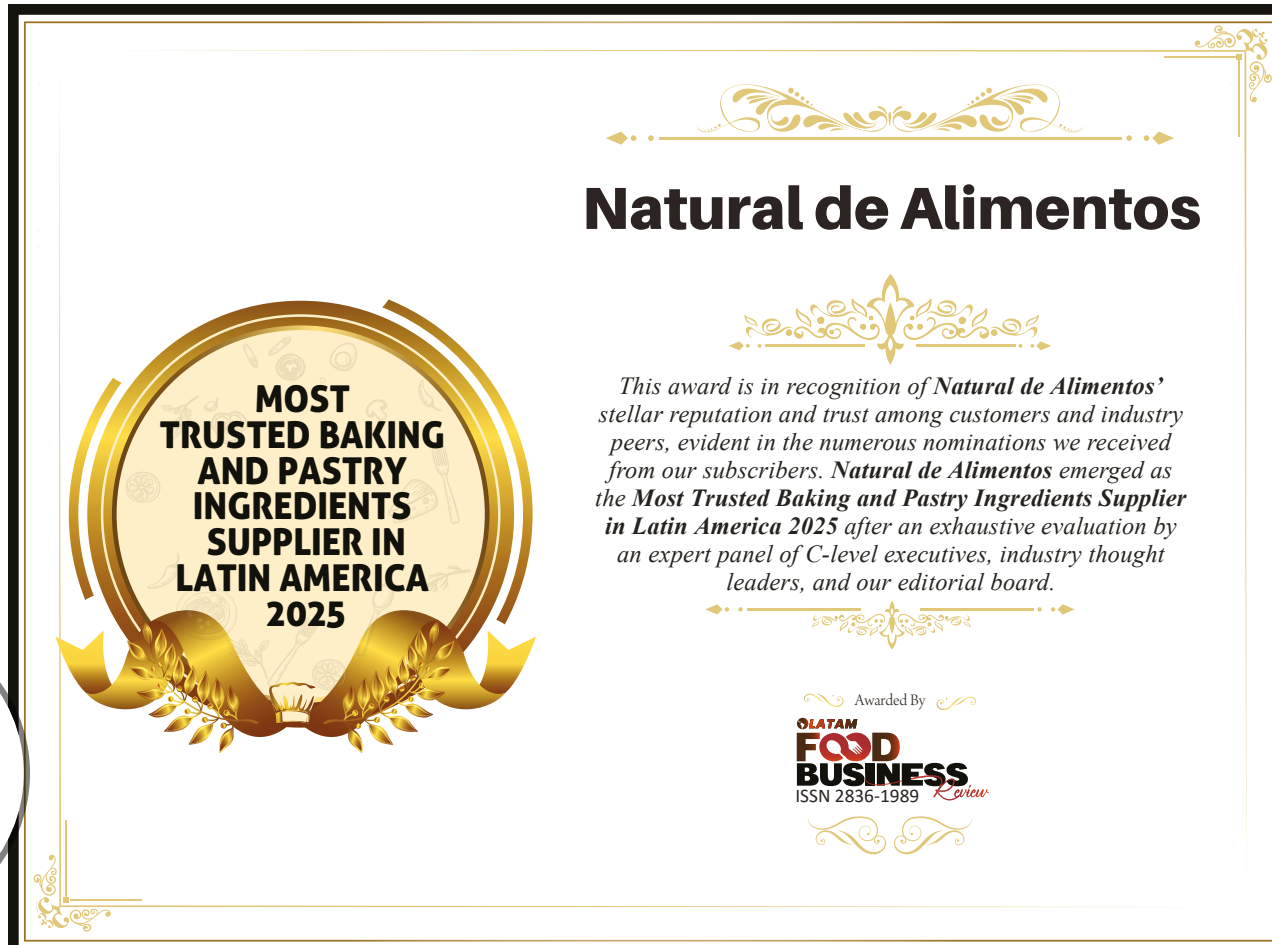 Natural de Alimentos
MOST
TRUSTED BAKING
AND PASTRY
INGREDIENTS
SUPPLIER IN
LATIN AMERICA
2025
This award is in recognition of Natural de Alimentos’
stellar reputation and trust among customers and industry
peers, evident in the numerous nominations we received
from our subscribers. Natural de Alimentos emerged as
the Most Trusted Baking and Pastry Ingredients Supplier
in Latin America 2025 after an exhaustive evaluation by
an expert panel of C-level executives, industry thought
leaders, and our editorial board.
Awarded By
LATAM
FOOD
BUSINESS
Review
ISSN 2836-1989